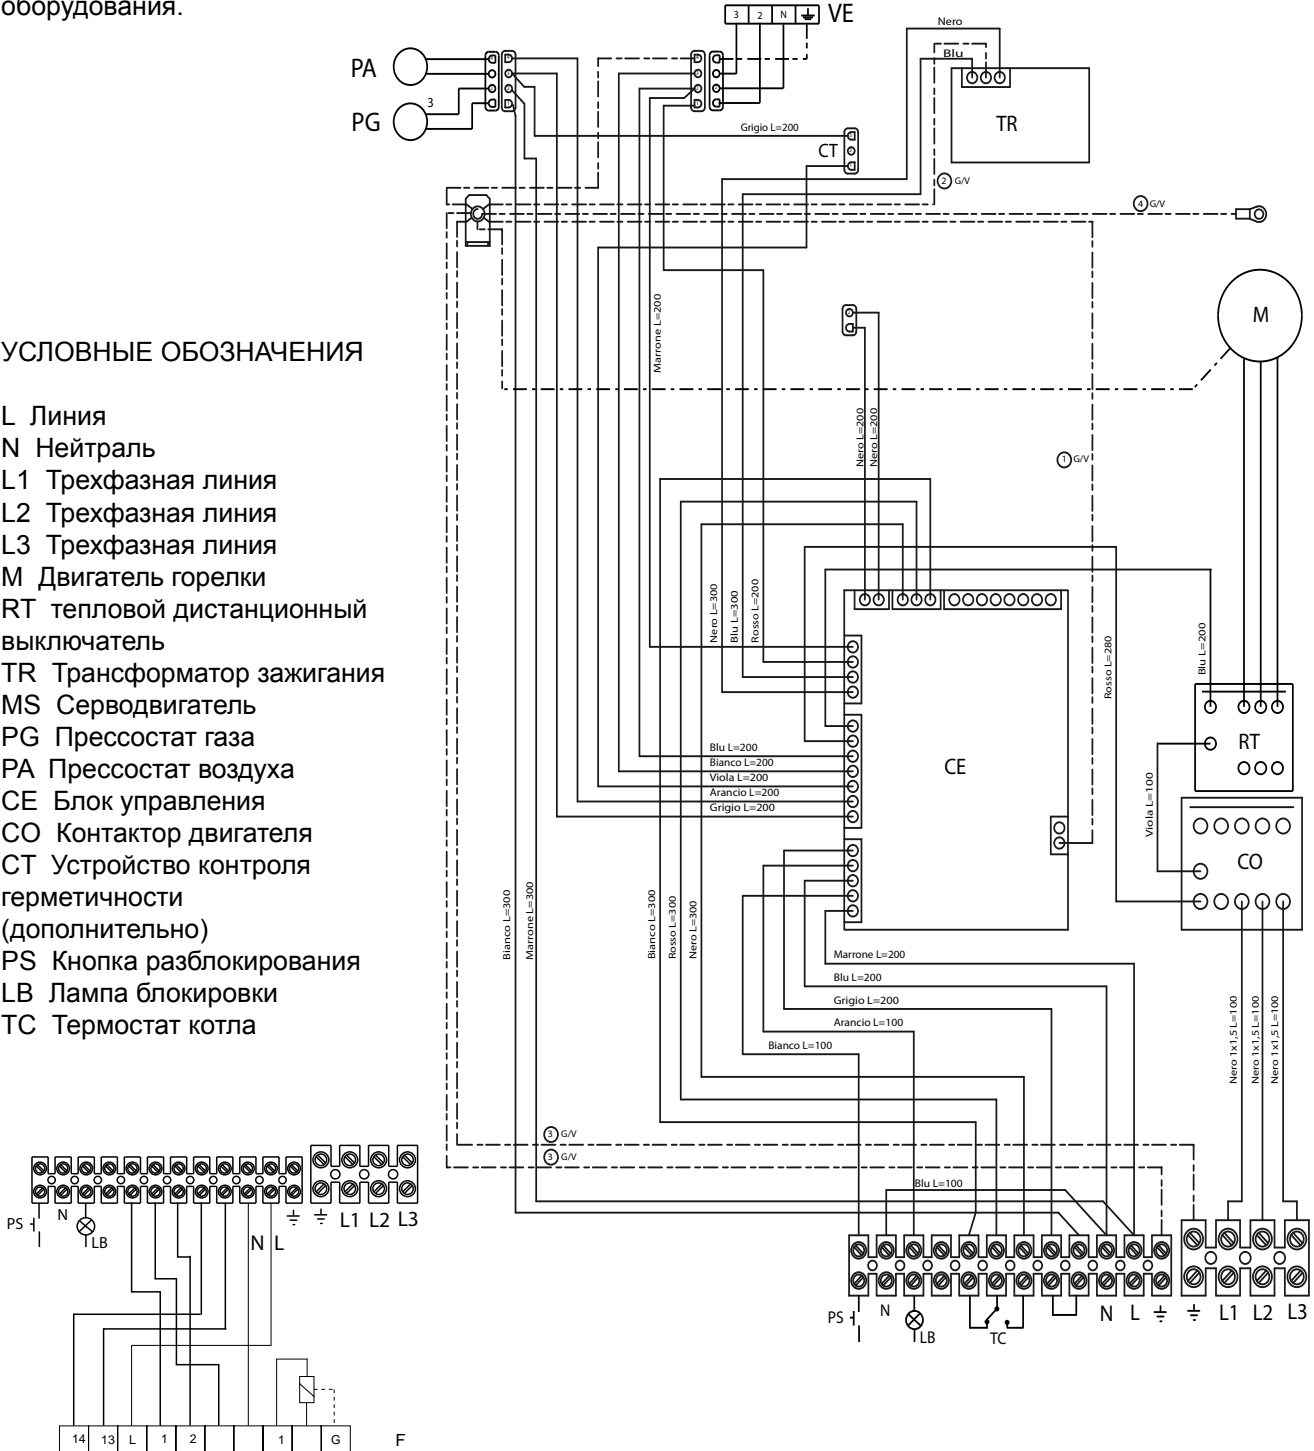 оборудования.
УСЛОВНЫЕ ОБОЗНАЧЕНИЯ
L Линия
N Нейтраль
L1 Трехфазная линия
L2 Трехфазная линия
L3 Трехфазная линия
M Двигатель горелки
RT тепловой дистанционный
выключатель
TR Трансформатор зажигания
MS Серводвигатель
PG Прессостат газа
PA Прессостат воздуха
CE Блок управления
CO Контактор двигателя
CT Устройство контроля
герметичности
(дополнительно)
PS Кнопка разблокирования
LB Лампа блокировки
TC Термостат котла
3 2 N VE
Nero
Blu
PA
PG
3
TR
Grigio L=200
CT
2 G/V
4 G/V
M
Marrone L=200
Nero L=200
Nero L=200
1 G/V
Nero L=300
Blu L=300
Rosso L=200
Rosso L=280
Blu L=200
RT
Blu L=200
Bianco L=200
Viola L=200
Arancio L=200
Grigio L=200
CE
Viola L=100
CO
Bianco L=300
Marrone L=300
Bianco L=300
Rosso L=300
Nero L=300
Marrone L=200
Blu L=200
Grigio L=200
Arancio L=100
Bianco L=100
Nero 1x1,5 L=100
Nero 1x1,5 L=100
Nero 1x1,5 L=100
3 G/V
3 G/V
Blu L=100
PS N LB TC N L L1 L2 L3
PS N LB N L L1 L2 L3
14 13 L 1 2 1 G F